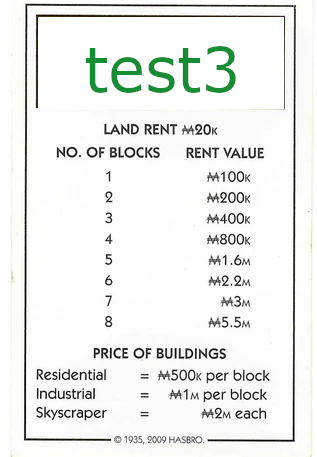 test3
LAND RENT ₩20K
NO. OF BLOCKS RENT VALUE
1 ₩100K
2 ₩200K
3 ₩400K
4 ₩800K
5 ₩1.6M
6 ₩2.2M
7 ₩3M
8 ₩5.5M
PRICE OF BUILDINGS
Residential = ₩500K per block
Industrial = ₩1M per block
Skyscraper = ₩2M each
© 1935, 2009 HASBRO.